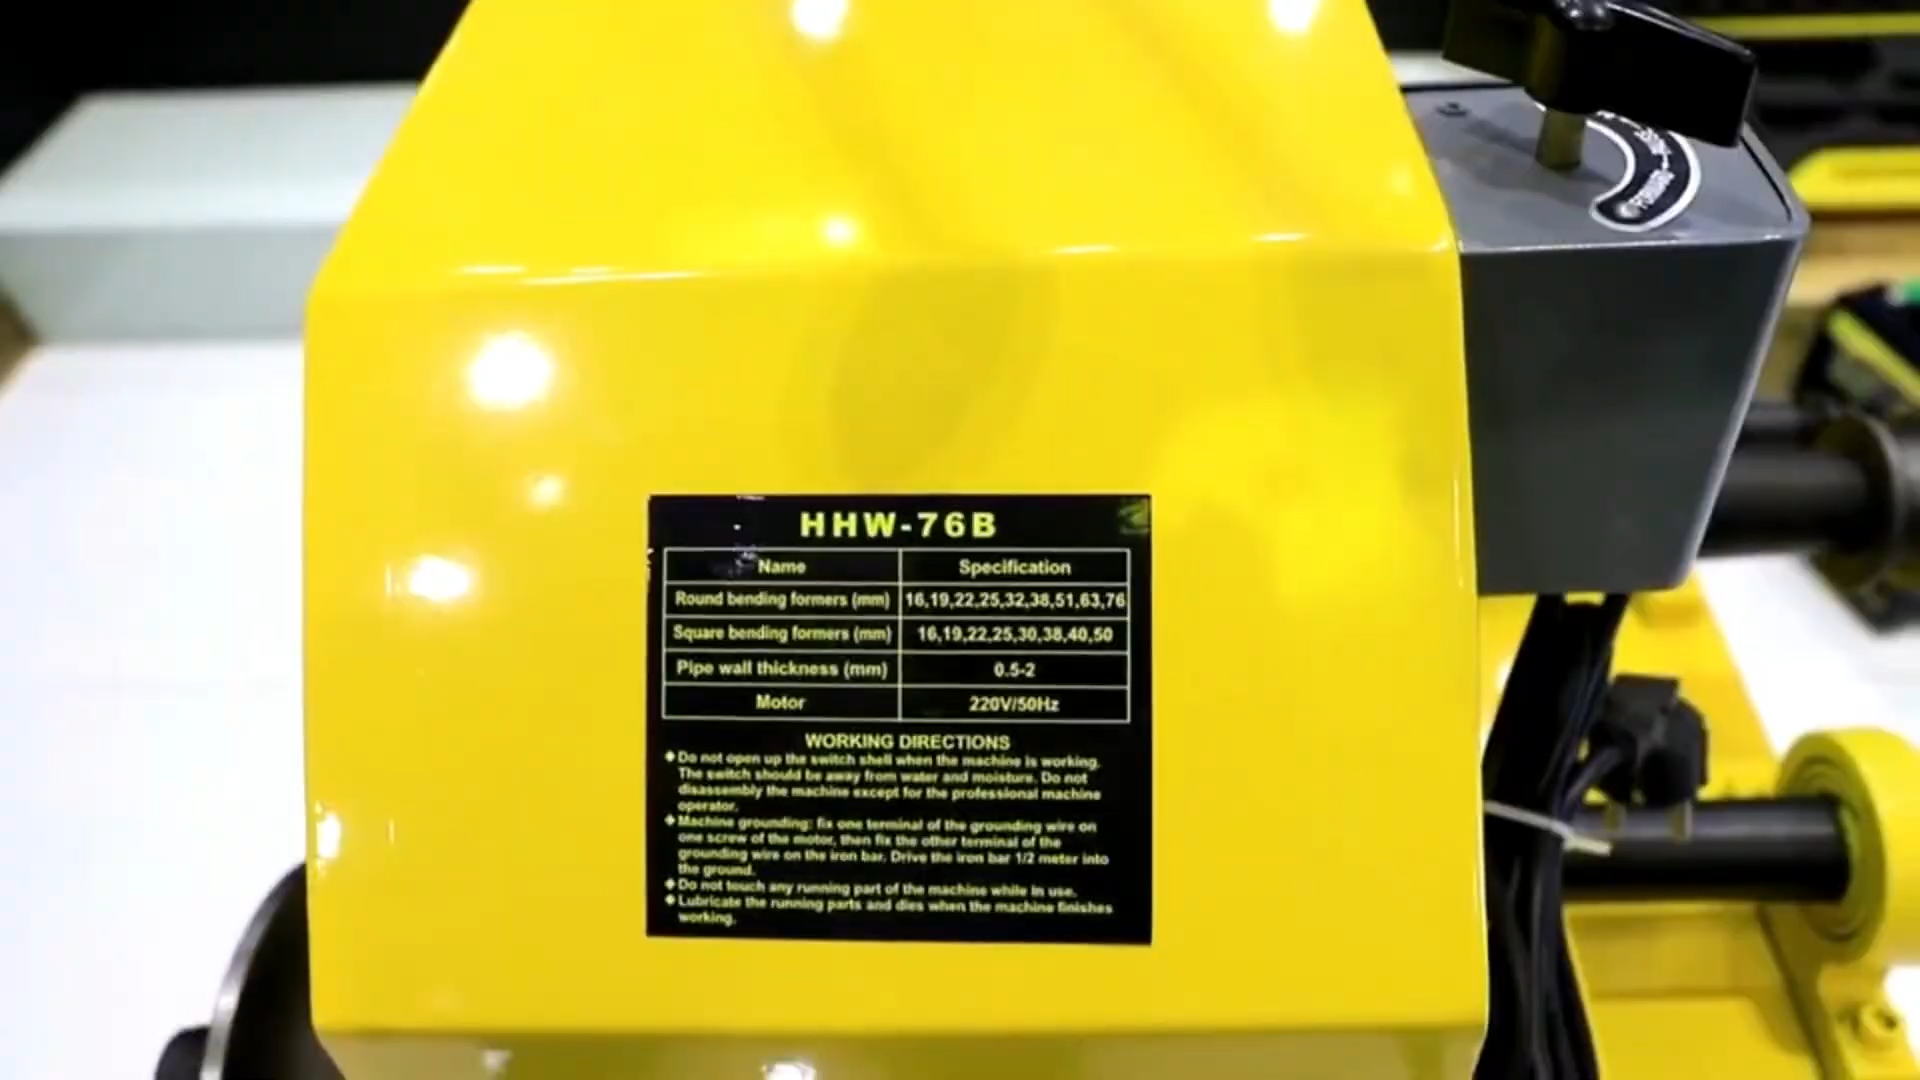 HHW-76B
Name Specification
Round bending formers (mm) 16,19,22,25,32,38,51,63,76
Square bending formers (mm) 16,19,22,25,30,38,40,50
Pipe wall thickness (mm) 0.5-2
Motor 220V/50Hz
WORKING DIRECTIONS
◆Do not open up the switch shell when the machine is working.
The switch should be away from water and moisture. Do not
disassembly the machine except for the professional machine
operator.
◆Machine grounding: fix one terminal of the grounding wire on
one screw of the motor, then fix the other terminal of the
grounding wire on the iron bar. Drive the iron bar 1/2 meter into
the ground.
◆Do not touch any running part of the machine while in use.
◆Lubricate the running parts and dies when the machine finishes
working.
FORWARD